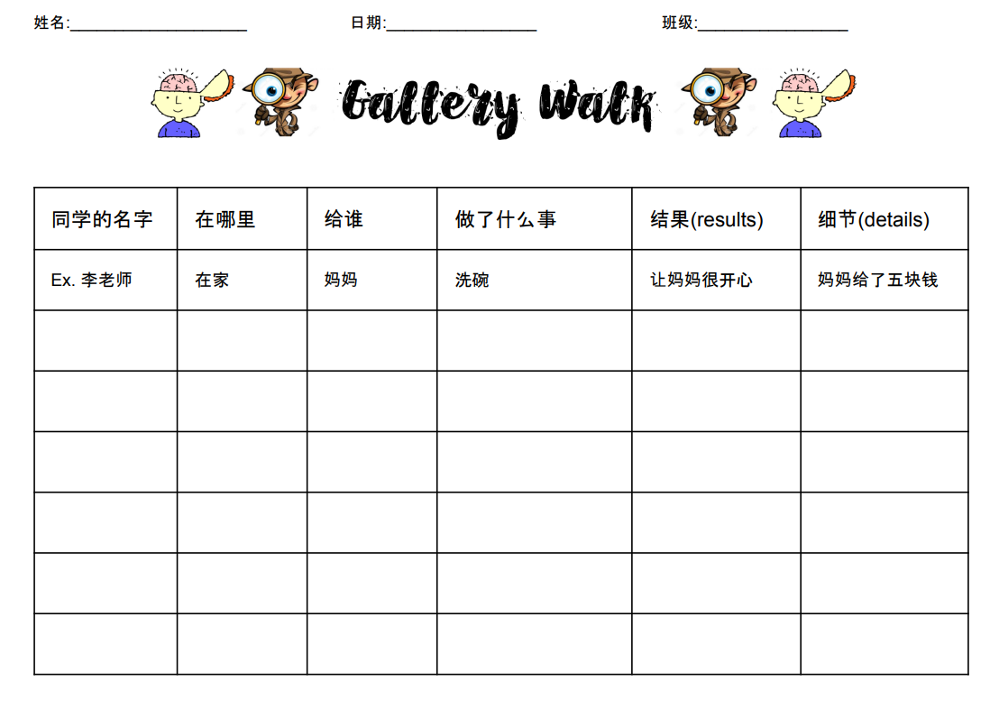 姓名:____________________ 日期:_________________ 班级:_________________
Gallery Walk
同学的名字 在哪里 给谁 做了什么事 结果(results) 细节(details)
Ex. 李老师 在家 妈妈 洗碗 让妈妈很开心 妈妈给了五块钱